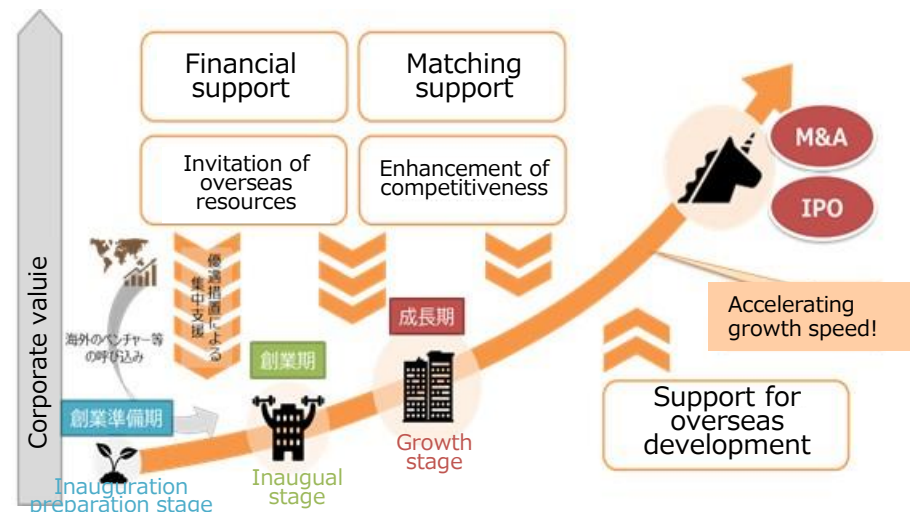 Financial
support
Matching
support
Invitation of
overseas
resources
Enhancement of
competitiveness
M&A
IPO
Corporate valuie
優遇措置による
集中支援
海外のベンチャー等
の呼び込み
成長期
創業期
創業準備期
Accelerating
growth speed!
Support for
overseas
development
Growth
stage
Inaugual
stage
Inauguration
preparation stage